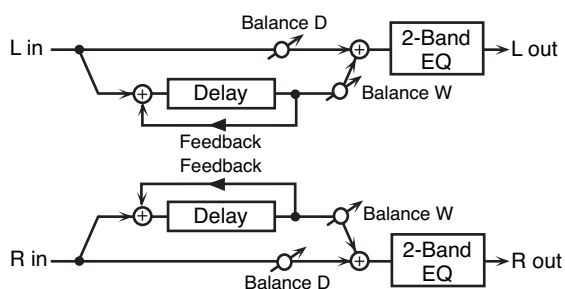 Balance D
L in
2-Band
EQ
L out
Delay
Balance W
Feedback
Feedback
Delay
Balance W
R in
2-Band
EQ
R out
Balance D